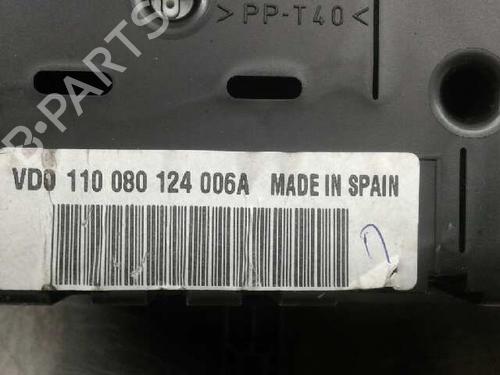 >PP-T40<
VDO 110 080 124 006A MADE IN SPAIN
B-PARTS